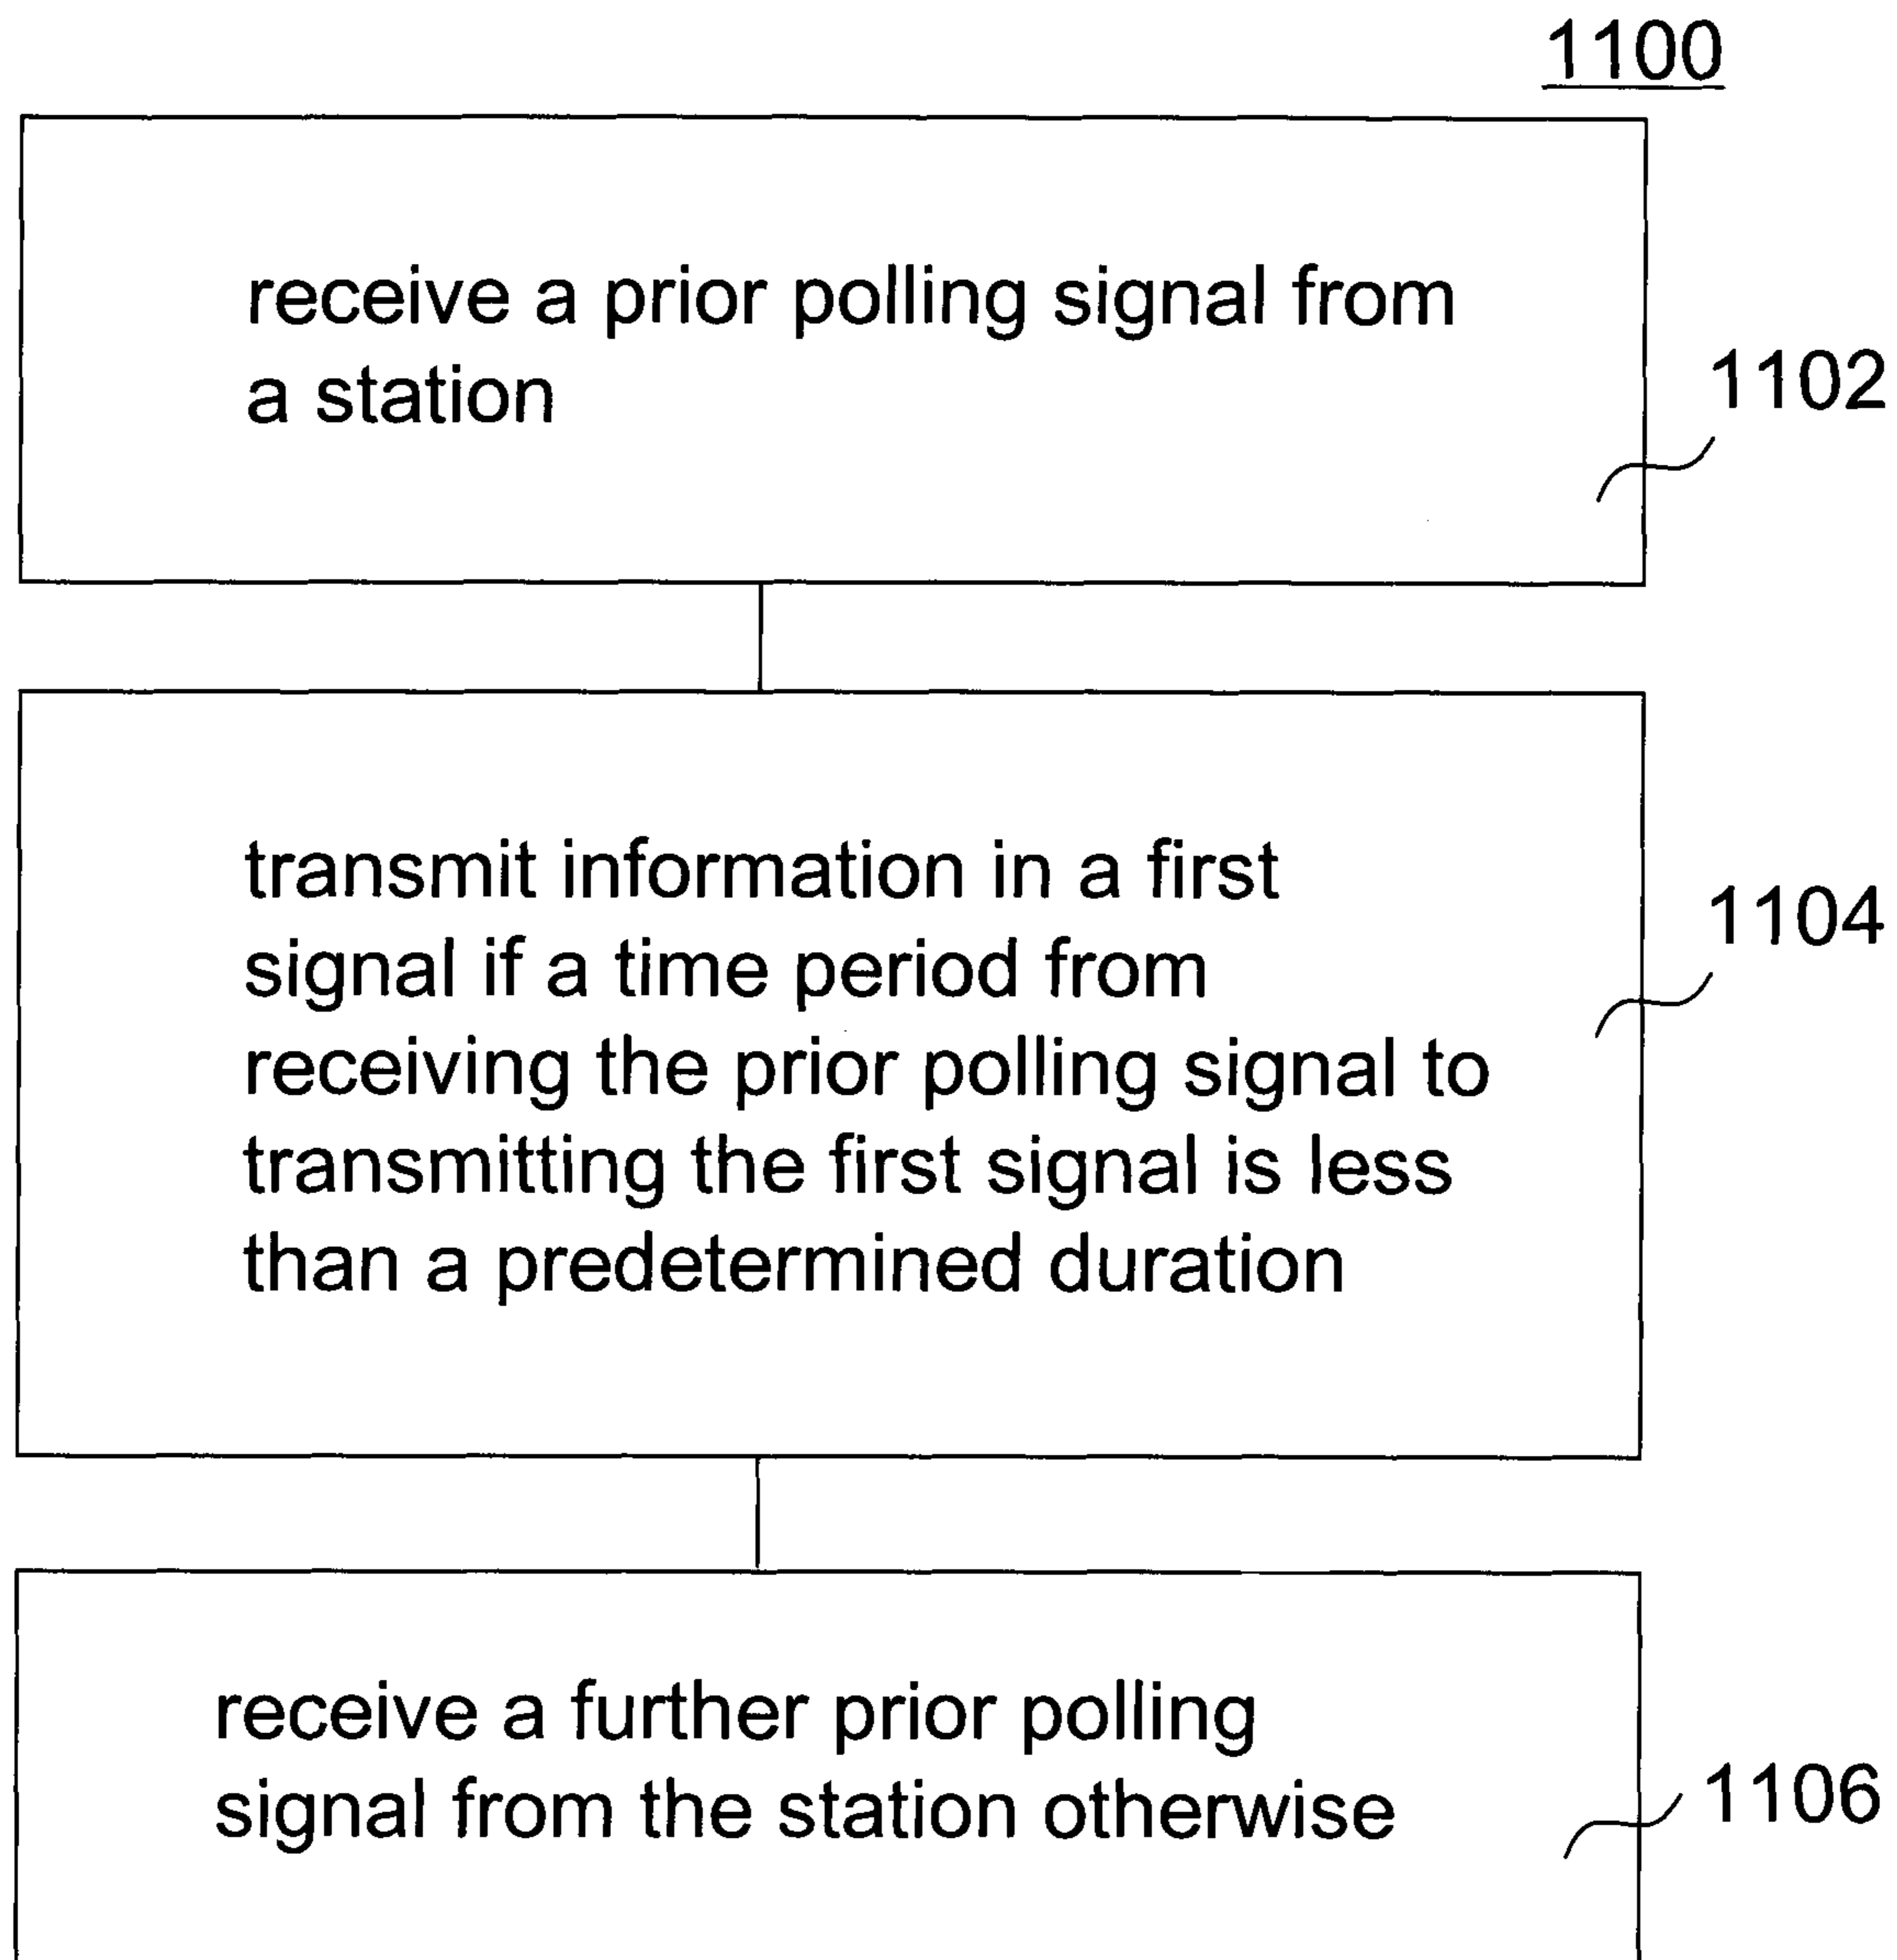 1100
receive a prior polling signal from
a station
1102
transmit information in a first
signal if a time period from
receiving the prior polling signal to
transmitting the first signal is less
than a predetermined duration
1104
receive a further prior polling
signal from the station otherwise
1106